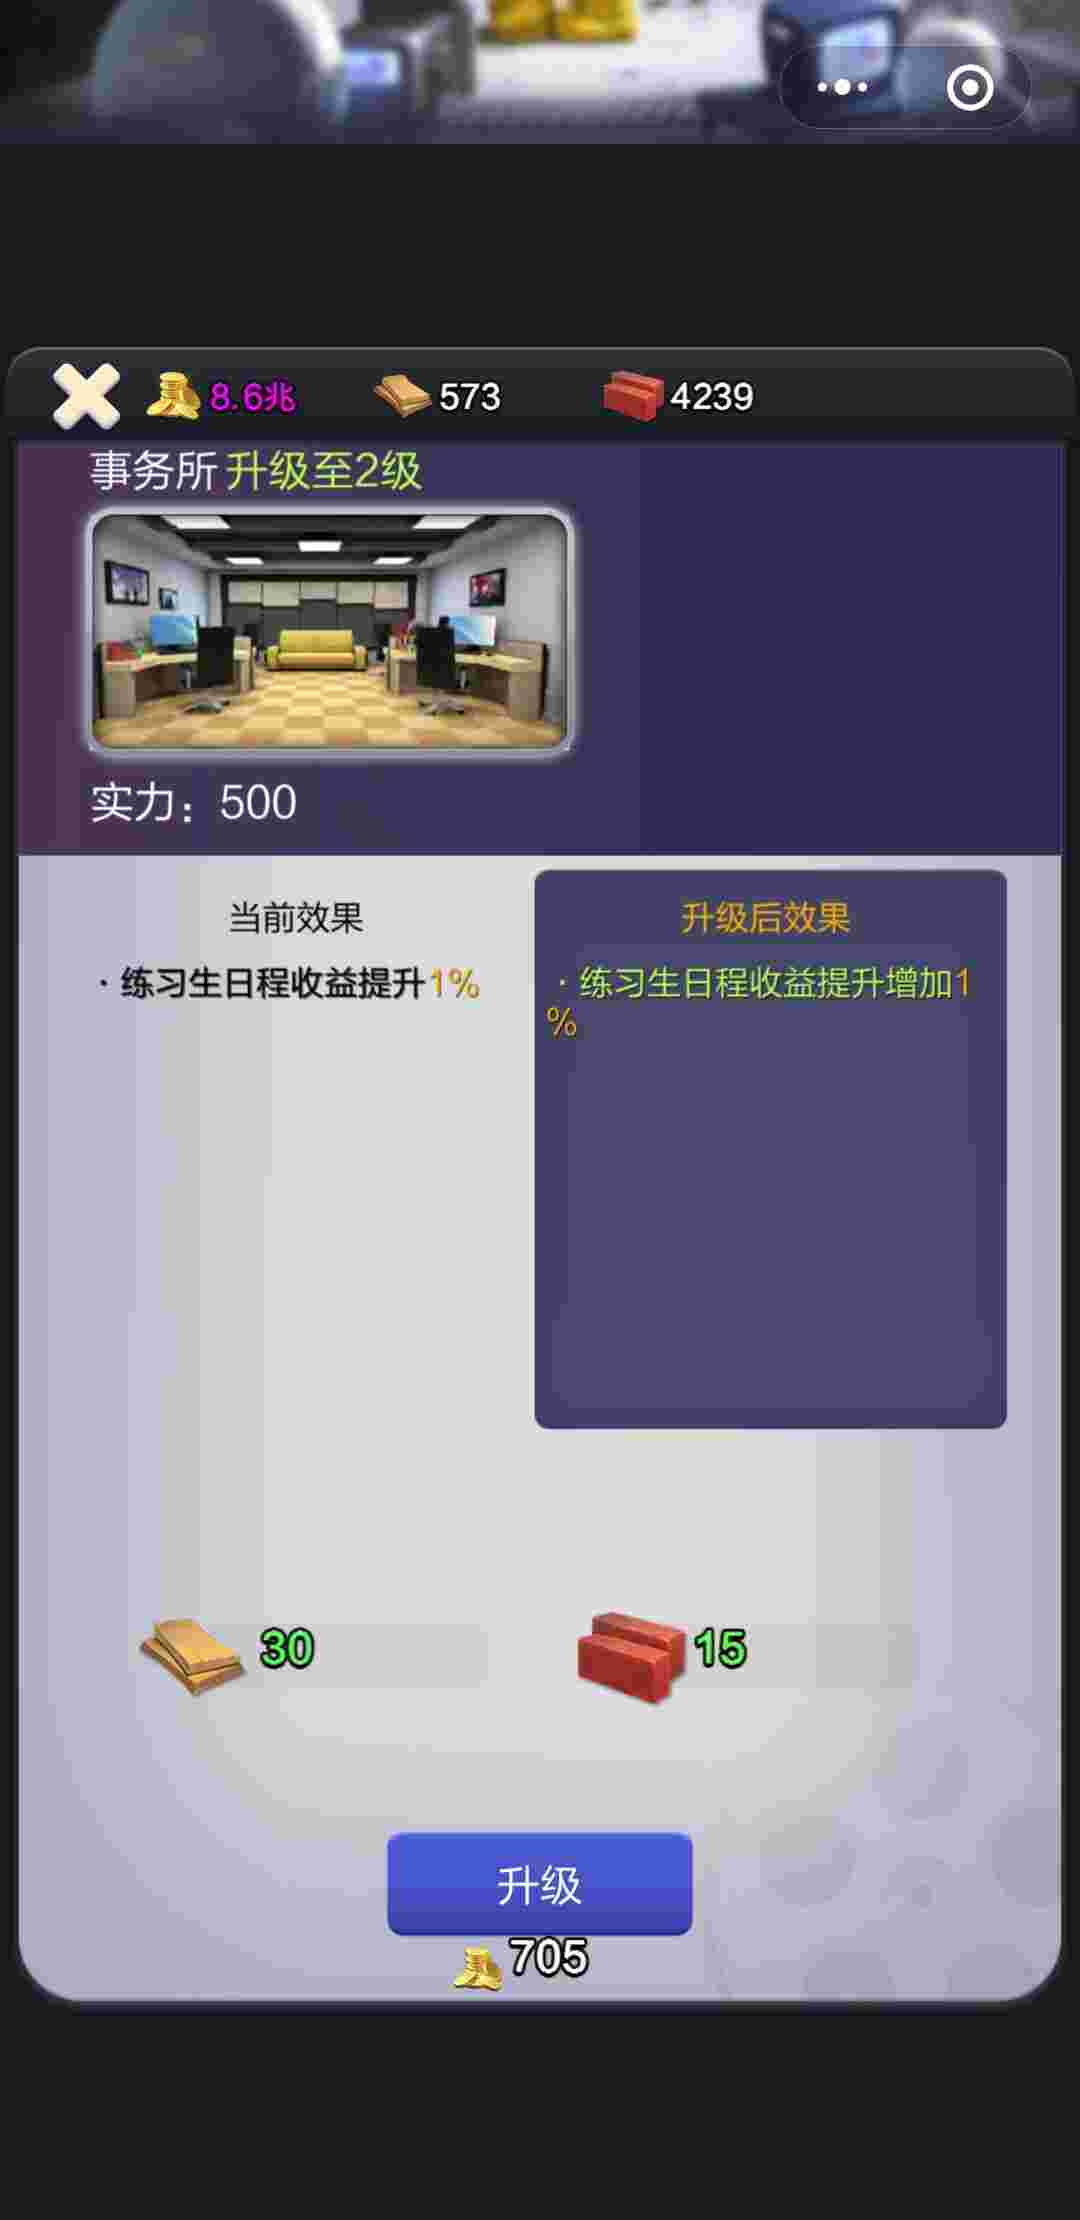 8.6兆 573 4239
事务所升级至2级
实力：500
当前效果
·练习生日程收益提升1%
升级后效果
·练习生日程收益提升增加1
%
30 15
升级
705